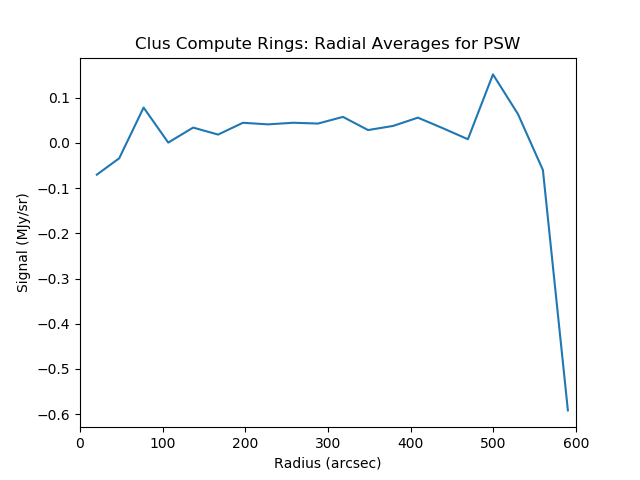 Clus Compute Rings: Radial Averages for PSW
0.1
0.0
−0.1
−0.2
−0.3
−0.4
−0.5
−0.6
Signal (MJy/sr)
0 100 200 300 400 500 600
Radius (arcsec)